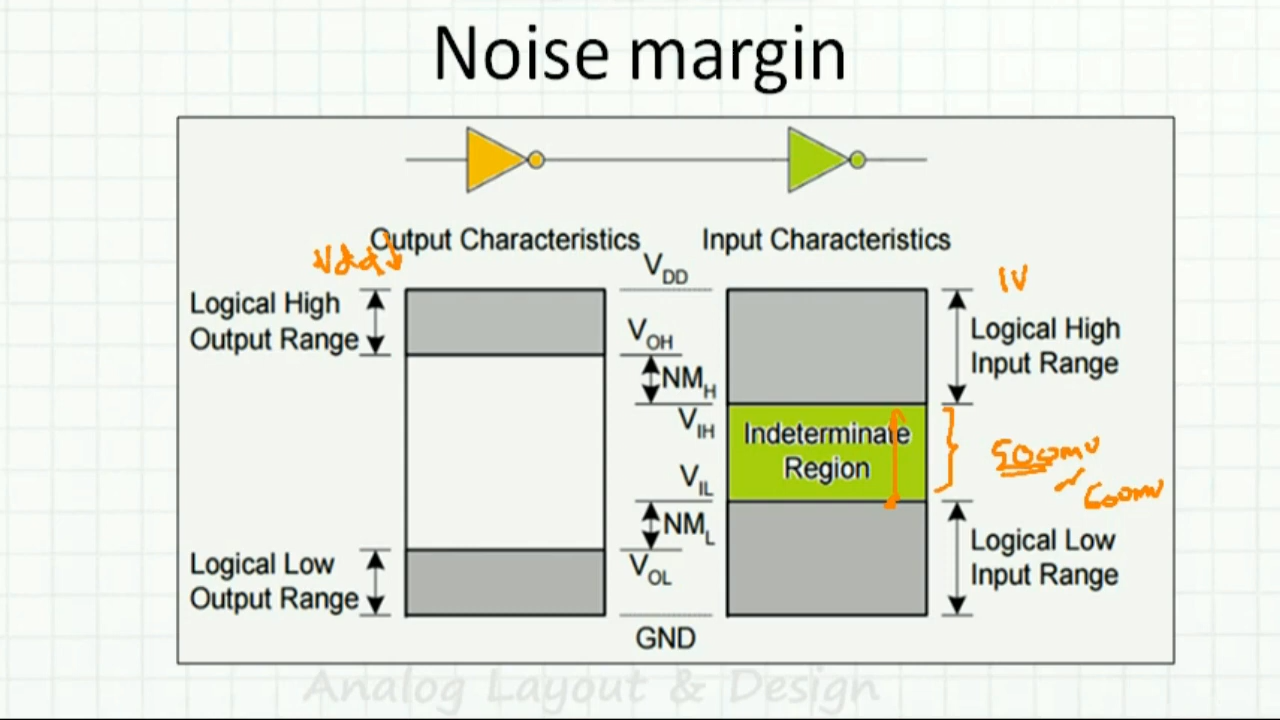 Noise margin
Output Characteristics
Input Characteristics
Vdd↓
VDD
1V
Logical High
Output Range
VOH
Logical High
Input Range
NMH
VIH
Indeterminate
Region
500mV
600mV
VIL
NML
Logical Low
Input Range
Logical Low
Output Range
VOL
GND
Analog Layout & Design